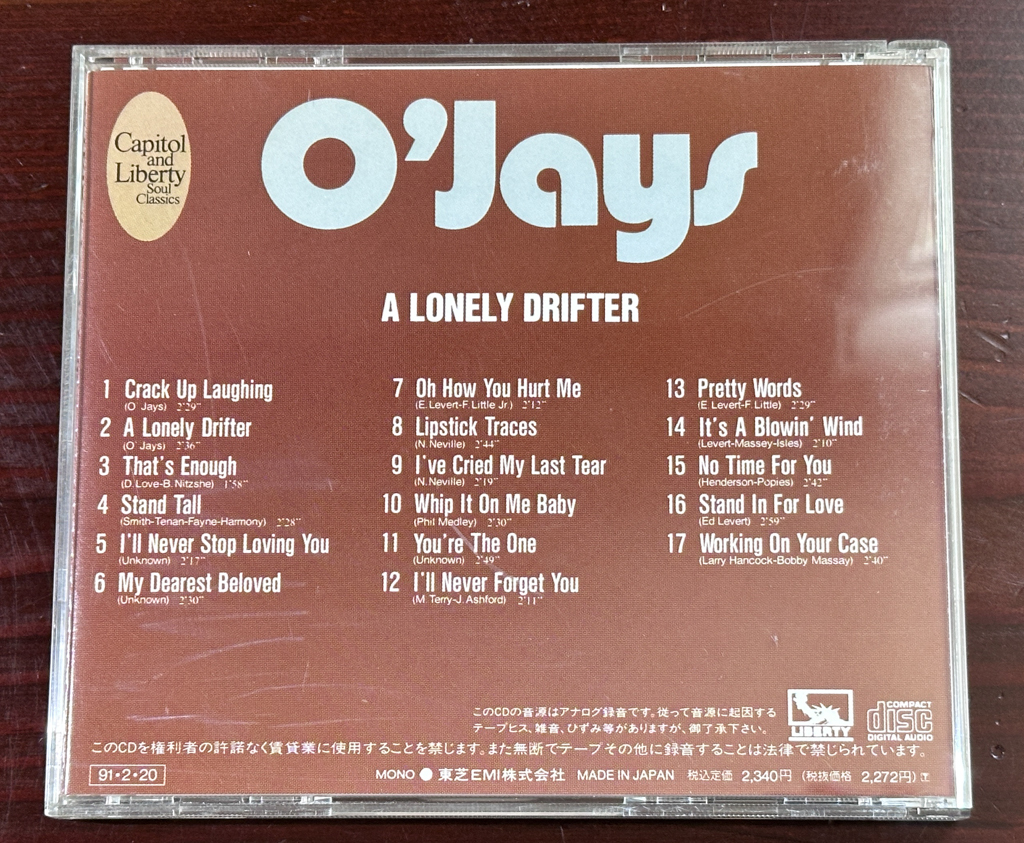 Capitol
and
Liberty
Soul
Classics
O'Jays
A LONELY DRIFTER
1 Crack Up Laughing
(O' Jays) 2'29"
2 A Lonely Drifter
(O' Jays) 2'36"
3 That's Enough
(D.Love-B.Nitzshe) 1'58"
4 Stand Tall
(Smith-Tenan-Fayne-Harmony) 2'28"
5 I'll Never Stop Loving You
(Unknown) 2'17"
6 My Dearest Beloved
(Unknown) 2'30"
7 Oh How You Hurt Me
(E.Levert-F.Little Jr.) 2'12"
8 Lipstick Traces
(N.Neville) 2'44"
9 I've Cried My Last Tear
(N.Neville) 2'19"
10 Whip It On Me Baby
(Phil Medley) 2'30"
11 You're The One
(Unknown) 2'49"
12 I'll Never Forget You
(M.Terry-J.Ashford) 2'11"
13 Pretty Words
(E.Levert-F.Little) 2'29"
14 It's A Blowin' Wind
(Levert-Massey-Isles) 2'10"
15 No Time For You
(Henderson-Popies) 2'42"
16 Stand In For Love
(Ed Levert) 2'59"
17 Working On Your Case
(Larry Hancock-Bobby Massay) 2'40"
このCDの音源はアナログ録音です。従って音源に起因する
テープヒス、雑音、ひずみ等がありますが、御了承下さい。
LIBERTY
COMPACT
disc
DIGITAL AUDIO
このCDを権利者の許諾なく賃貸業に使用することを禁じます。また無断でテープその他に録音することは法律で禁じられています。
91・2・20
MONO ● 東芝EMI株式会社 MADE IN JAPAN 税込定価 2,340円 (税抜価格 2,272円)